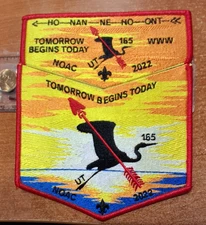 HO NAN NE HO ONT
TOMORROW 165 WWW
BEGINS TODAY
NOAC UT 2022
TOMORROW BEGINS TODAY
165
UT
NOAC 2022